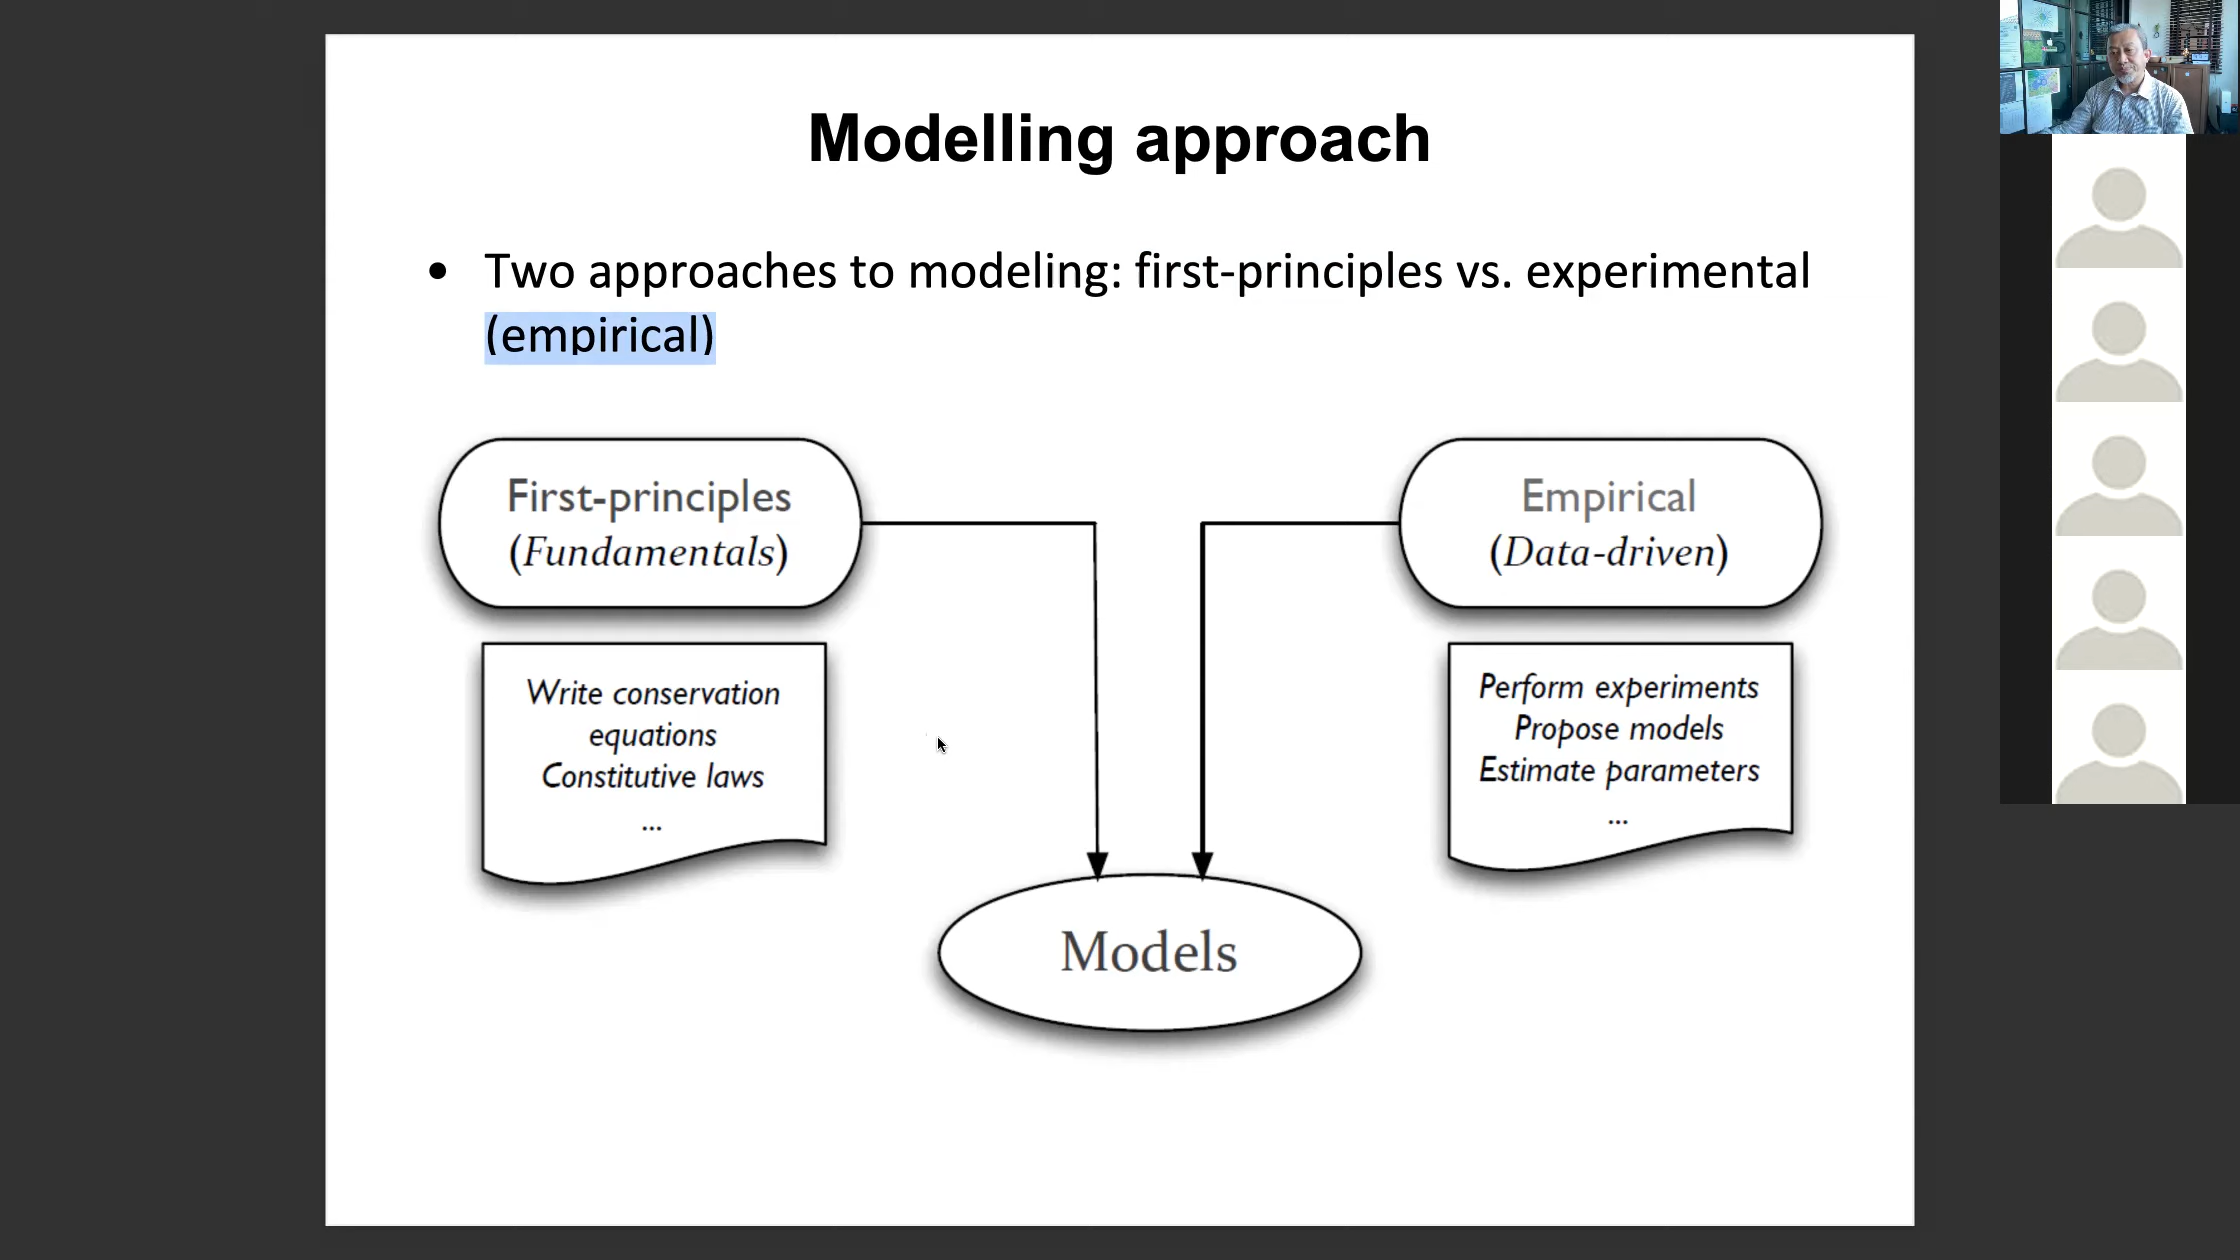 Modelling approach
• Two approaches to modeling: first-principles vs. experimental
(empirical)
First-principles
(Fundamentals)
Empirical
(Data-driven)
Write conservation
equations
Constitutive laws
...
Perform experiments
Propose models
Estimate parameters
...
Models